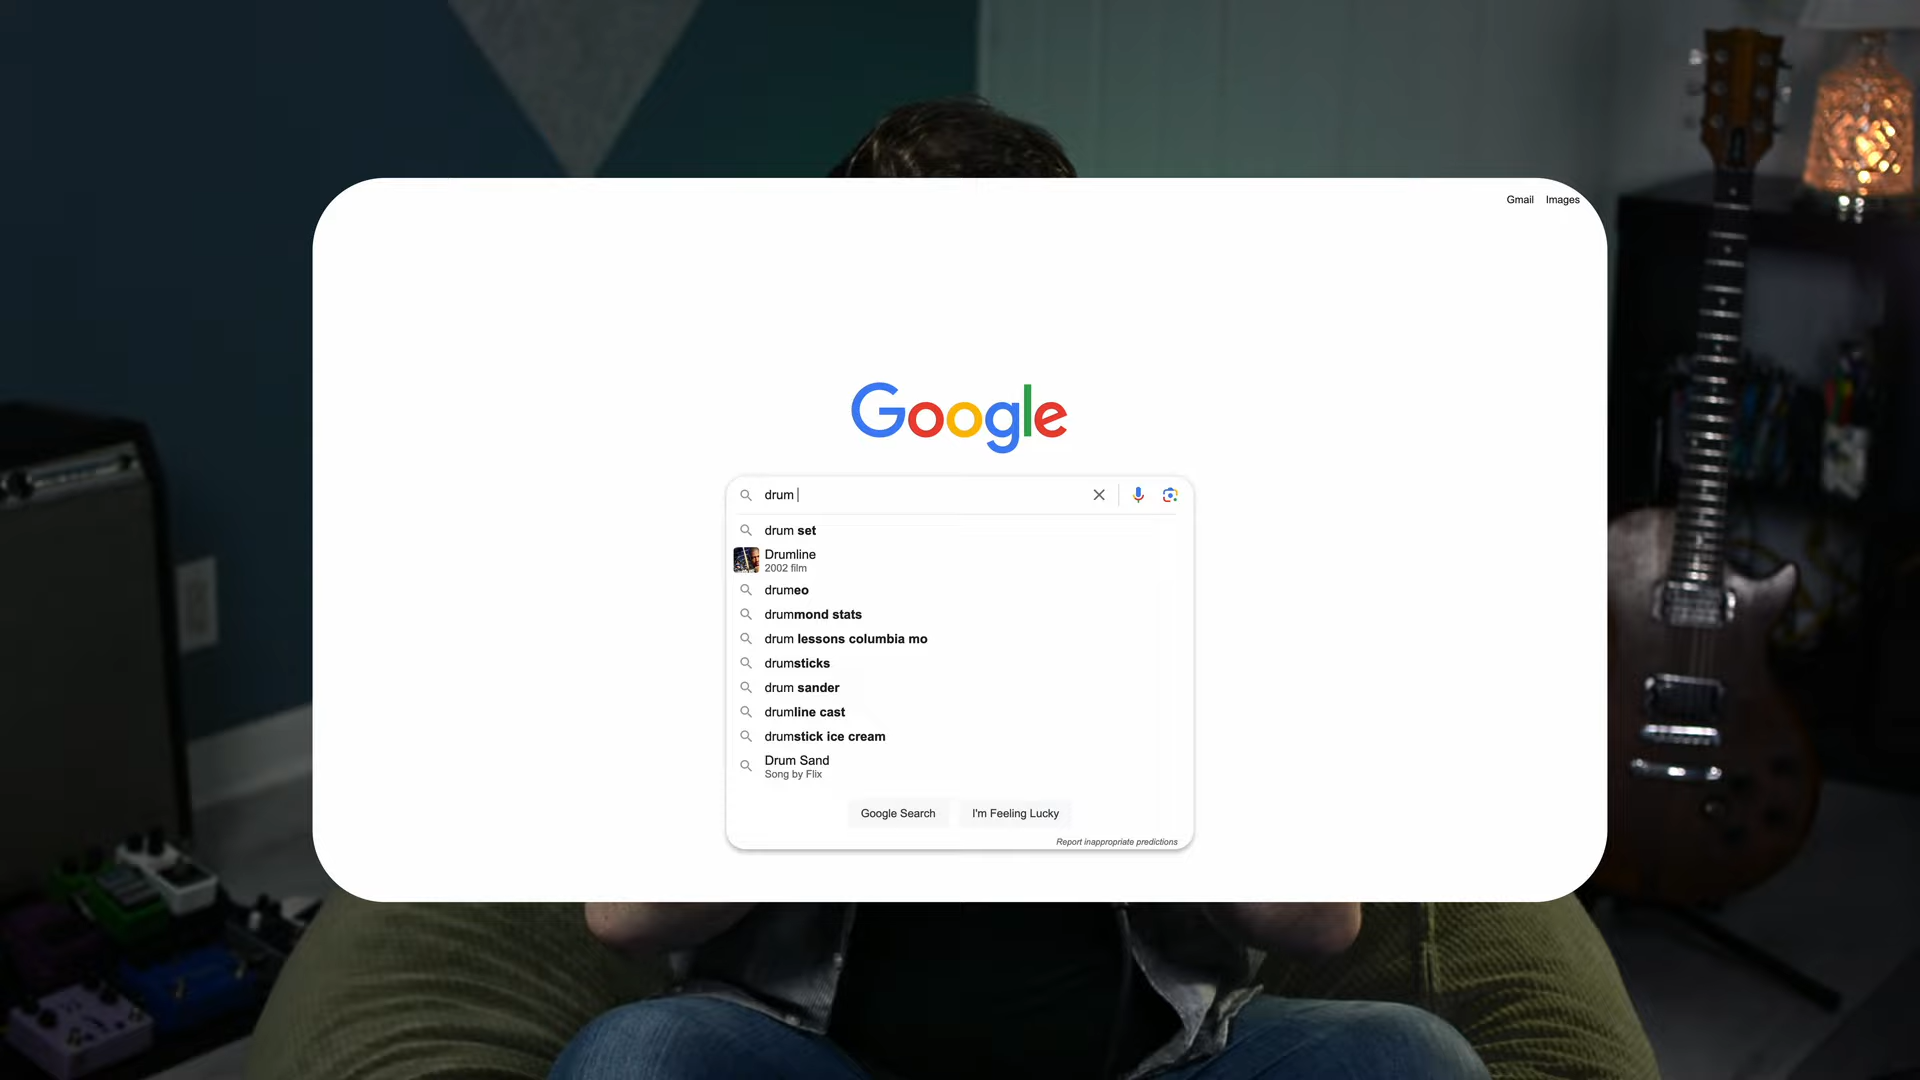 Gmail Images
Google
drum
drum set
Drumline
2002 film
drumeo
drummond stats
drum lessons columbia mo
drumsticks
drum sander
drumline cast
drumstick ice cream
Drum Sand
Song by Flix
Google Search I'm Feeling Lucky
Report inappropriate predictions